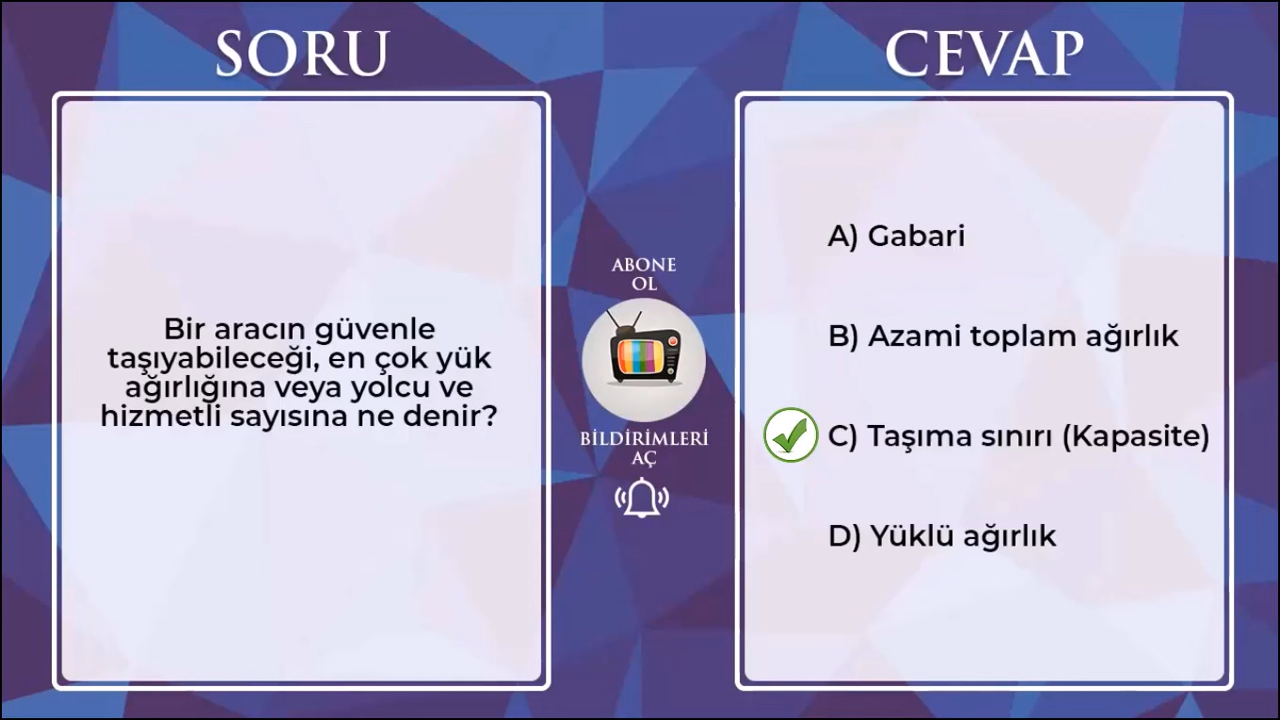 SORU
Bir aracın güvenle
taşıyabileceği, en çok yük
ağırlığına veya yolcu ve
hizmetli sayısına ne denir?
ABONE
OL
BİLDİRİMLERİ
AÇ
CEVAP
A) Gabari
B) Azami toplam ağırlık
C) Taşıma sınırı (Kapasite)
D) Yüklü ağırlık